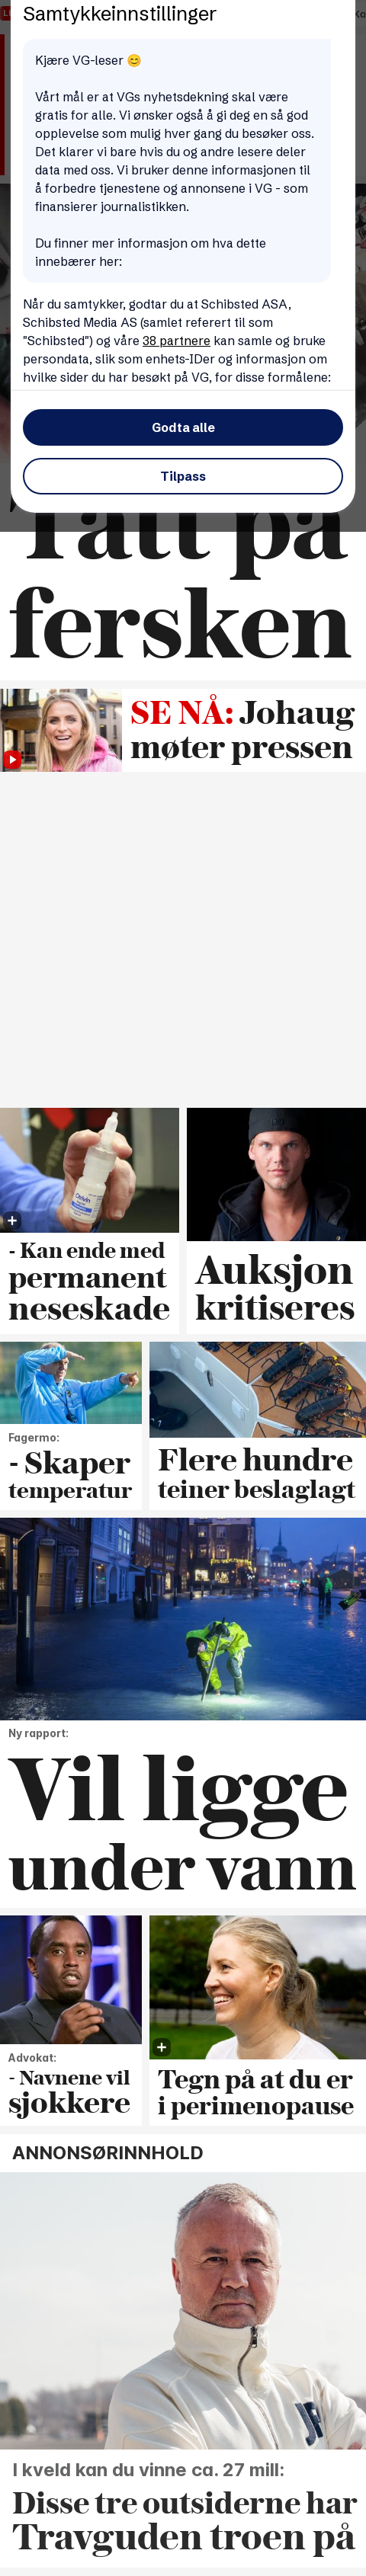 Samtykkeinnstillinger
Kjære VG-leser 😊
Vårt mål er at VGs nyhetsdekning skal være
gratis for alle. Vi ønsker også å gi deg en så god
opplevelse som mulig hver gang du besøker oss.
Det klarer vi bare hvis du og andre lesere deler
data med oss. Vi bruker denne informasjonen til
å forbedre tjenestene og annonsene i VG - som
finansierer journalistikken.
Du finner mer informasjon om hva dette
innebærer her:
Når du samtykker, godtar du at Schibsted ASA,
Schibsted Media AS (samlet referert til som
"Schibsted") og våre 38 partnere kan samle og bruke
persondata, slik som enhets-IDer og informasjon om
hvilke sider du har besøkt på VG, for disse formålene:
Godta alle
Tilpass
Tatt på
fersken
SE NÅ: Johaug
møter pressen
- Kan ende med
permanent
neseskade
Auksjon
kritiseres
Fagermo:
- Skaper
temperatur
Flere hundre
teiner beslaglagt
Ny rapport:
Vil ligge
under vann
Advokat:
- Navnene vil
sjokkere
Tegn på at du er
i perimenopause
ANNONSØRINNHOLD
I kveld kan du vinne ca. 27 mill:
Disse tre outsiderne har
Travguden troen på